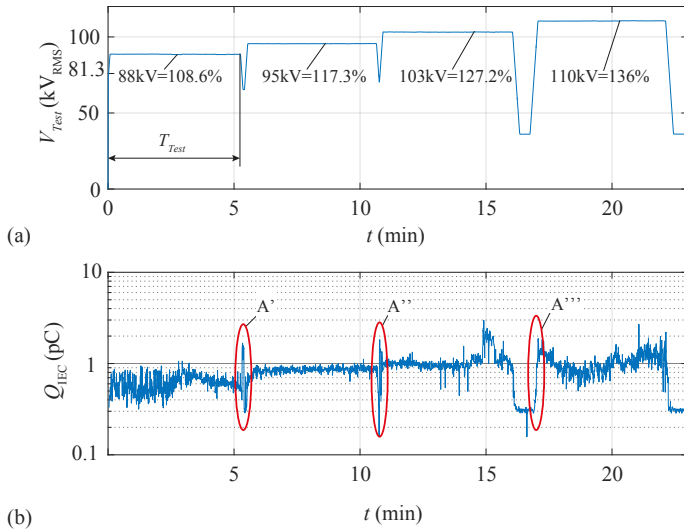 (a)
V_Test (kV_RMS)
100
81.3
50
0
88kV=108.6%
95kV=117.3%
103kV=127.2%
110kV=136%
T_Test
0
5
10
15
20
t (min)
(b)
Q_IEC (pC)
10
1
0.1
A'
A''
A'''
0
5
10
15
20
t (min)